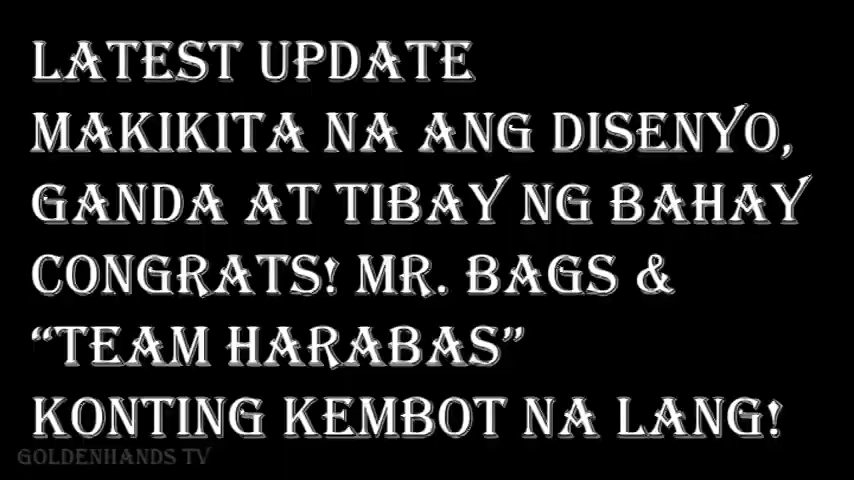 LATEST UPDATE
MAKIKITA NA ANG DISENYO,
GANDA AT TIBAY NG BAHAY
CONGRATS! MR. BAGS &
“TEAM HARABAS”
KONTING KEMBOT NA LANG!
GOLDENHANDS TV